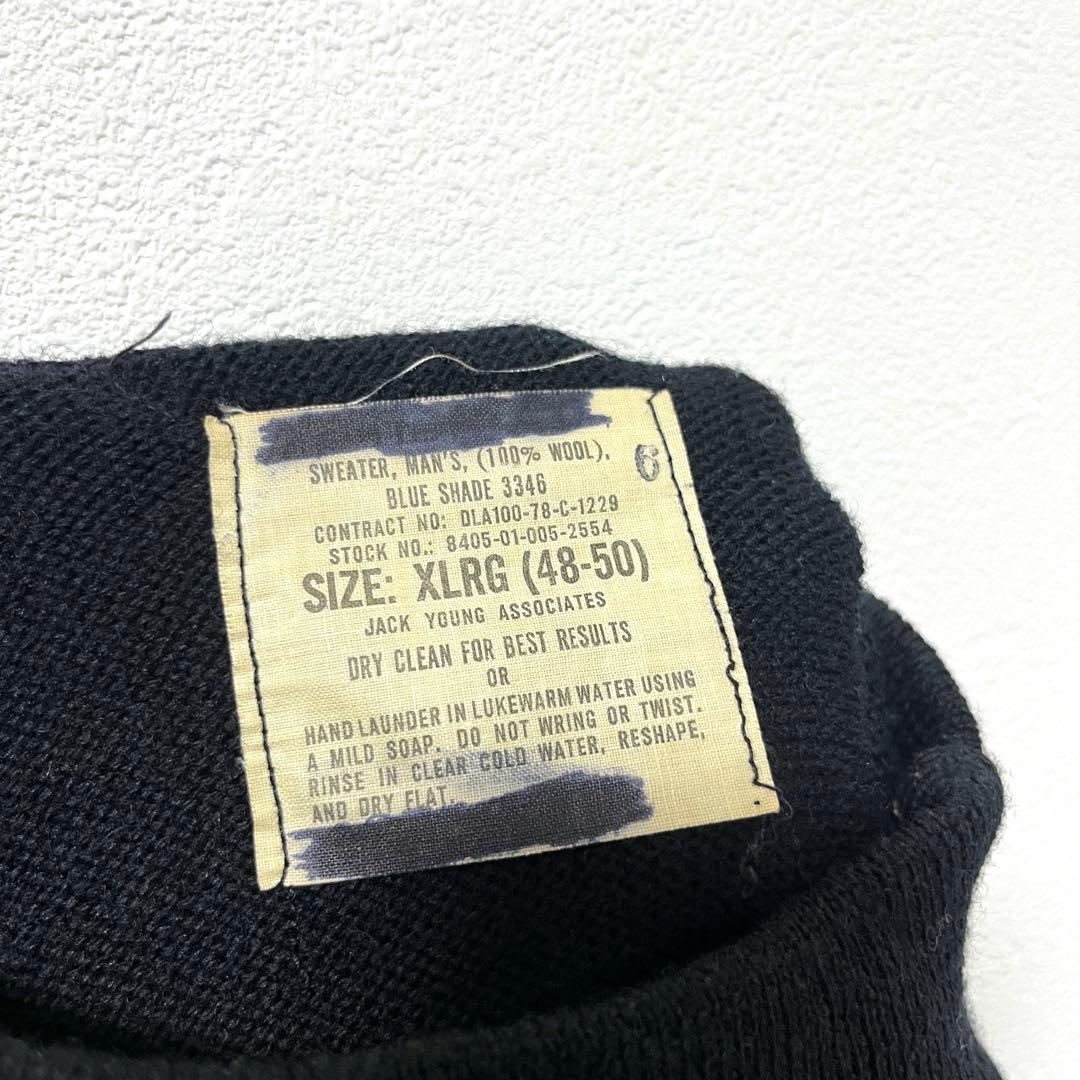 SWEATER, MAN'S, (100% WOOL),
6
BLUE SHADE 3346
CONTRACT NO: DLA100-78-C-1229
STOCK NO.: 8405-01-005-2554
SIZE: XLRG (48-50)
JACK YOUNG ASSOCIATES
DRY CLEAN FOR BEST RESULTS
OR
HAND LAUNDER IN LUKEWARM WATER USING
A MILD SOAP. DO NOT WRING OR TWIST.
RINSE IN CLEAR COLD WATER, RESHAPE,
AND DRY FLAT.